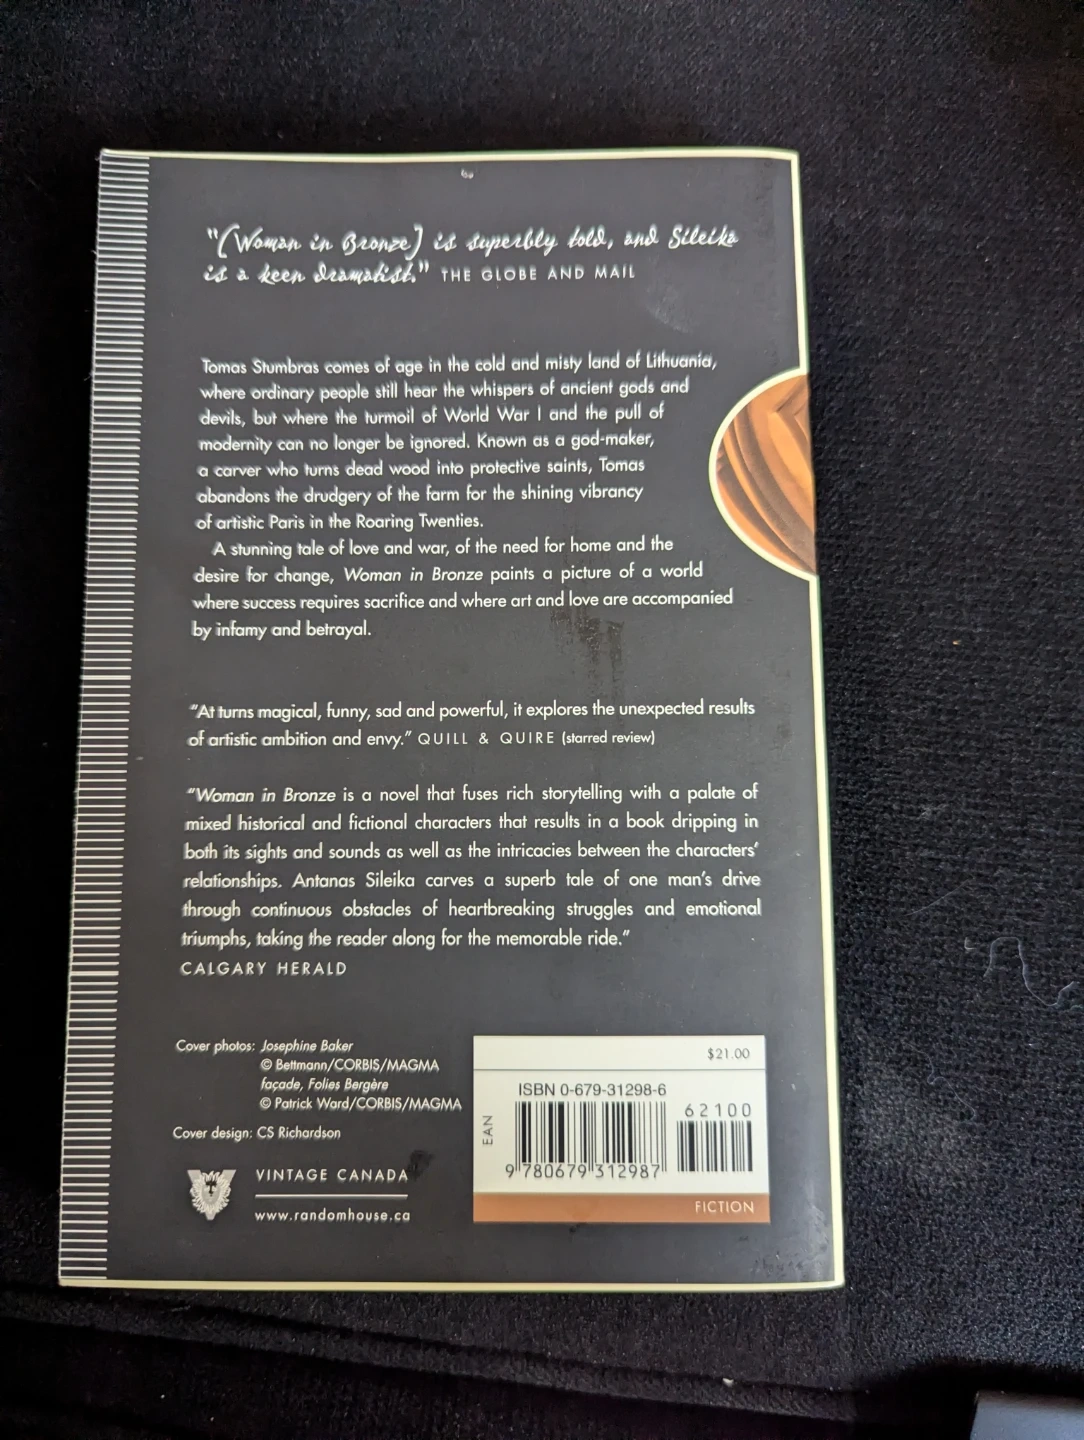 "(Woman in Bronze) is superbly told, and Sileika
is a keen dramatist." THE GLOBE AND MAIL
Tomas Stumbras comes of age in the cold and misty land of Lithuania,
where ordinary people still hear the whispers of ancient gods and
devils, but where the turmoil of World War I and the pull of
modernity can no longer be ignored. Known as a god-maker,
a carver who turns dead wood into protective saints, Tomas
abandons the drudgery of the farm for the shining vibrancy
of artistic Paris in the Roaring Twenties.
A stunning tale of love and war, of the need for home and the
desire for change, Woman in Bronze paints a picture of a world
where success requires sacrifice and where art and love are accompanied
by infamy and betrayal.
"At turns magical, funny, sad and powerful, it explores the unexpected results
of artistic ambition and envy." QUILL & QUIRE (starred review)
"Woman in Bronze is a novel that fuses rich storytelling with a palate of
mixed historical and fictional characters that results in a book dripping in
both its sights and sounds as well as the intricacies between the characters'
relationships. Antanas Sileika carves a superb tale of one man's drive
through continuous obstacles of heartbreaking struggles and emotional
triumphs, taking the reader along for the memorable ride."
CALGARY HERALD
Cover photos: Josephine Baker
© Bettmann/CORBIS/MAGMA
façade, Folies Bergère
© Patrick Ward/CORBIS/MAGMA
Cover design: CS Richardson
VINTAGE CANADA
www.randomhouse.ca
$21.00
ISBN 0-679-31298-6
62100
EAN
9 780679 312987
FICTION